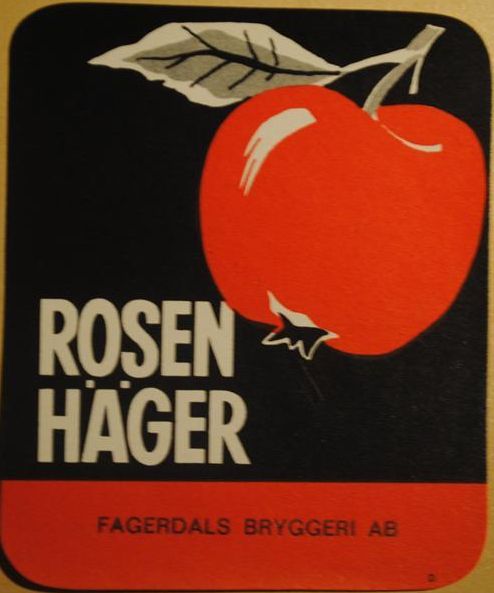 ROSEN
HÄGER
FAGERDALS BRYGGERI AB
D